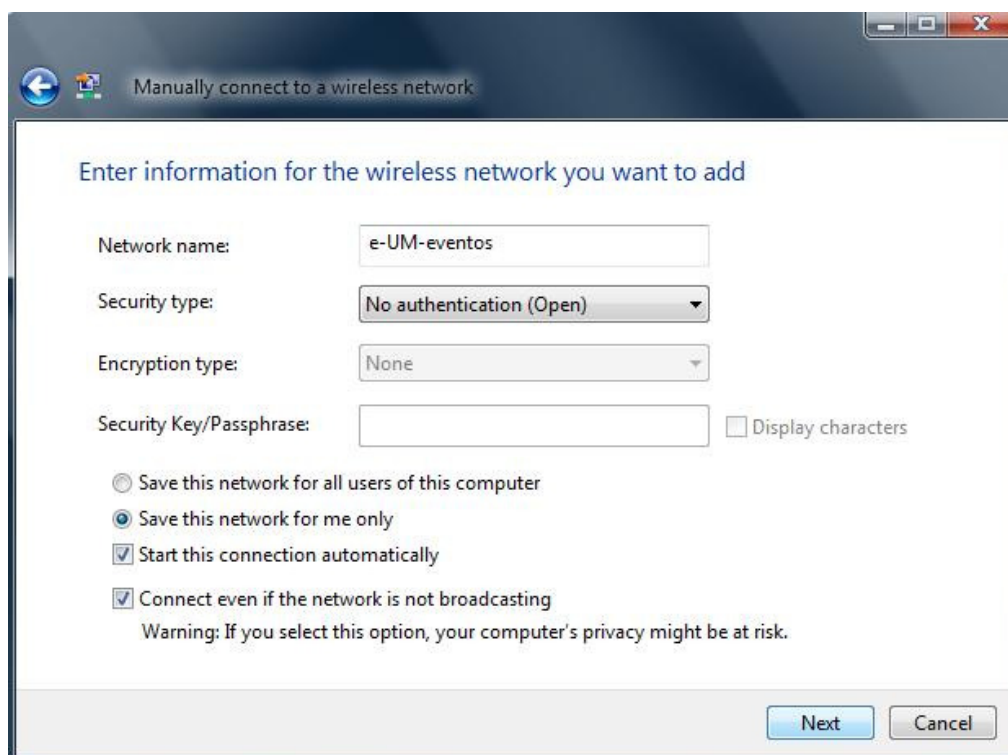 Manually connect to a wireless network
Enter information for the wireless network you want to add
Network name: e-UM-eventos
Security type: No authentication (Open)
Encryption type: None
Security Key/Passphrase: Display characters
Save this network for all users of this computer
Save this network for me only
Start this connection automatically
Connect even if the network is not broadcasting
Warning: If you select this option, your computer's privacy might be at risk.
Next Cancel